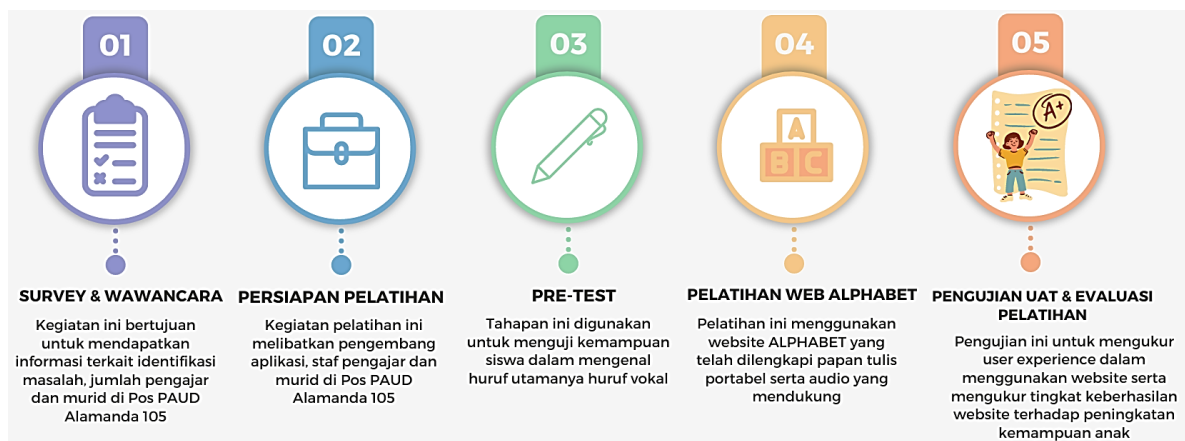 01
02
03
04
05
A
B C
A+
SURVEY & WAWANCARA
Kegiatan ini bertujuan
untuk mendapatkan
informasi terkait identifikasi
masalah, jumlah pengajar
dan murid di Pos PAUD
Alamanda 105
PERSIAPAN PELATIHAN
Kegiatan pelatihan ini
melibatkan pengembang
aplikasi, staf pengajar dan
murid di Pos PAUD
Alamanda 105
PRE-TEST
Tahapan ini digunakan
untuk menguji kemampuan
siswa dalam mengenal
huruf utamanya huruf vokal
PELATIHAN WEB ALPHABET
Pelatihan ini menggunakan
website ALPHABET yang
telah dilengkapi papan tulis
portabel serta audio yang
mendukung
PENGUJIAN UAT & EVALUASI
PELATIHAN
Pengujian ini untuk mengukur
user experience dalam
menggunakan website serta
mengukur tingkat keberhasilan
website terhadap peningkatan
kemampuan anak